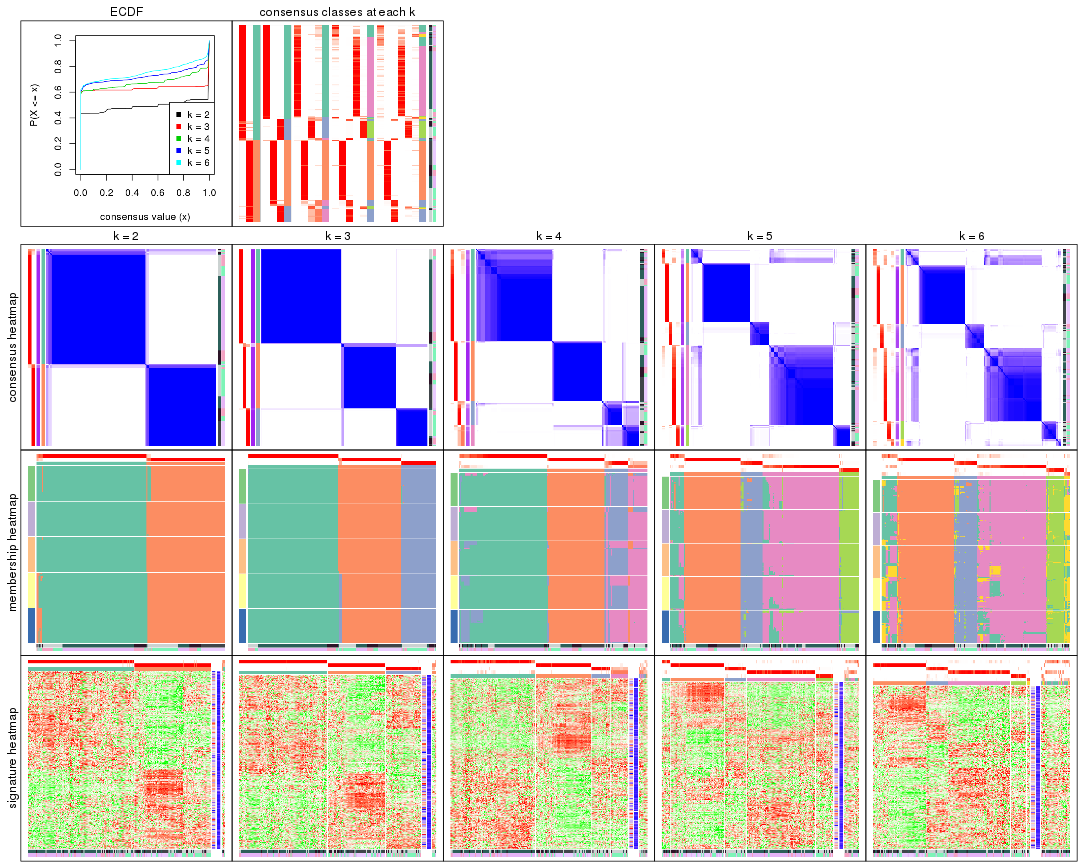 ECDF
consensus classes at each k
P(X <= x)
0.0 0.2 0.4 0.6 0.8 1.0
k = 2
k = 3
k = 4
k = 5
k = 6
0.0 0.2 0.4 0.6 0.8 1.0
consensus value (x)
k = 2
k = 3
k = 4
k = 5
k = 6
consensus heatmap
membership heatmap
signature heatmap